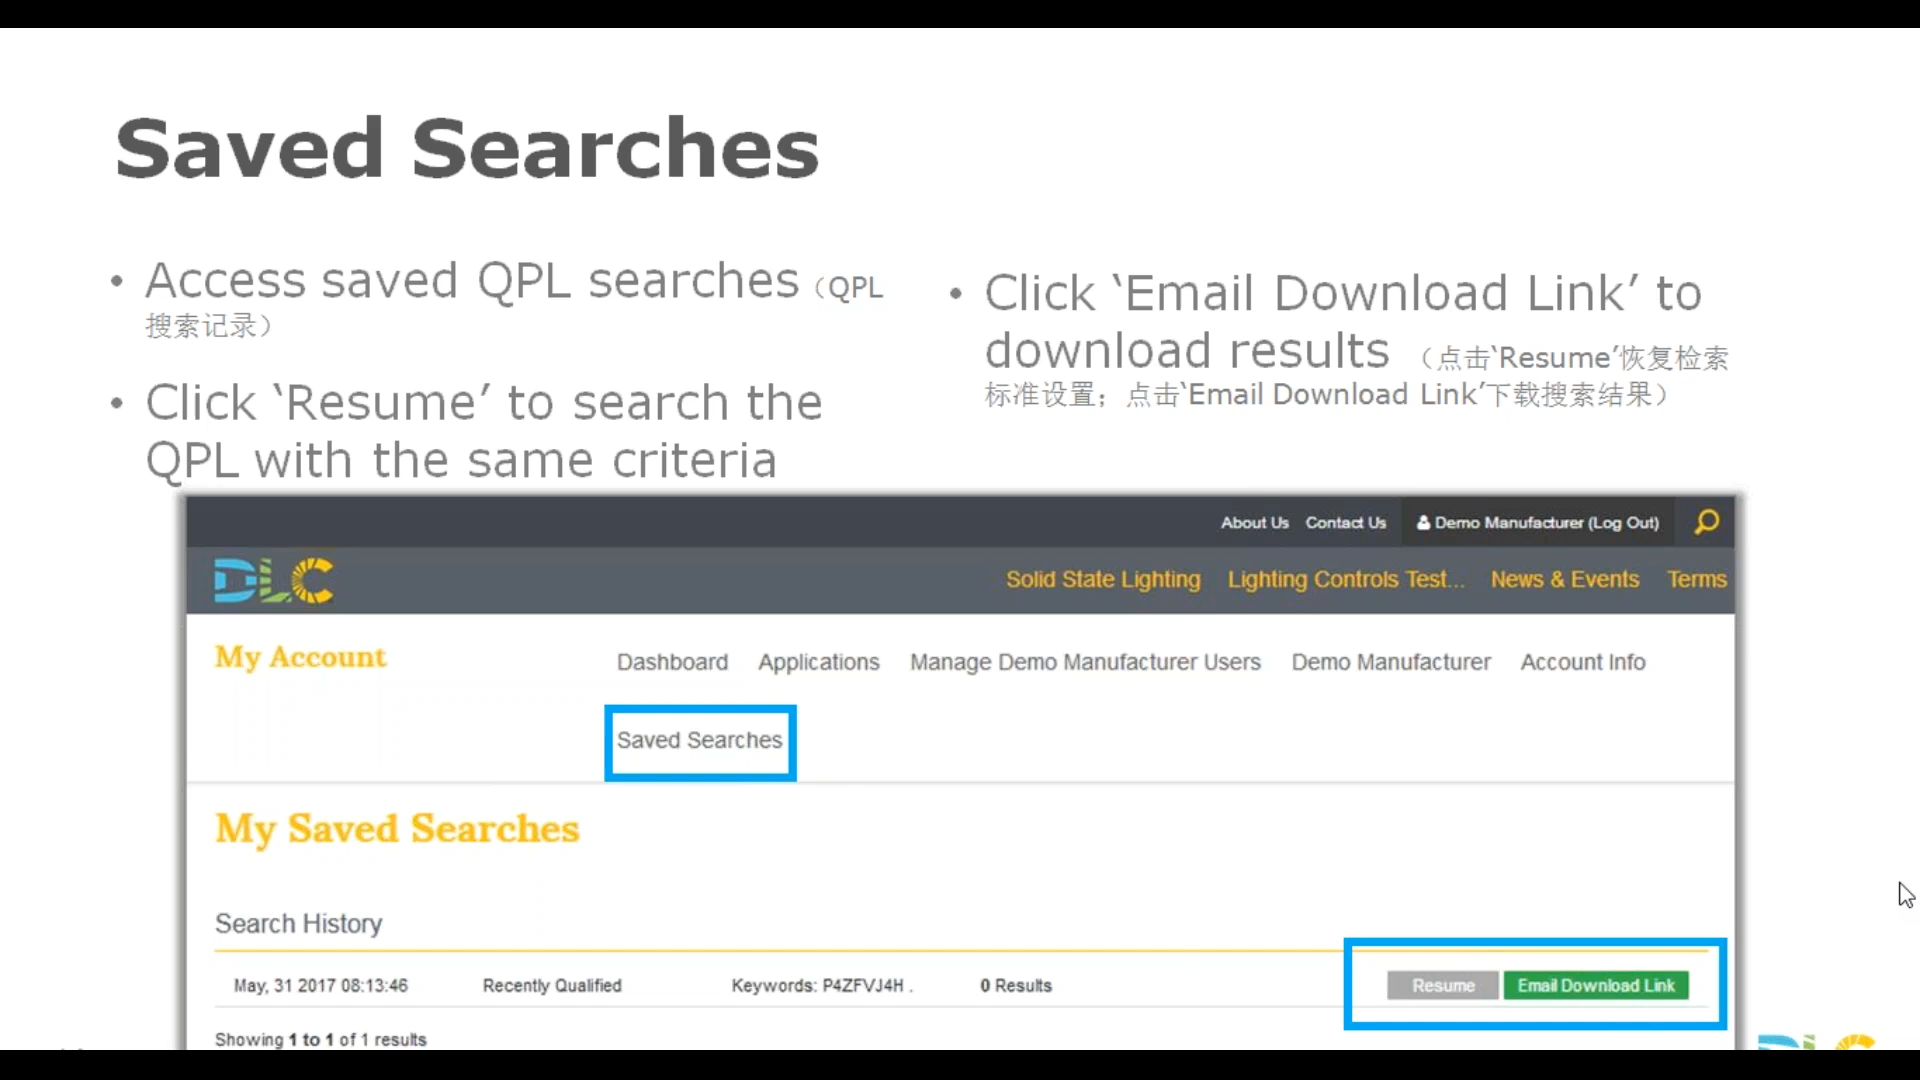 Saved Searches
• Access saved QPL searches（QPL
搜索记录）
• Click ‘Resume’ to search the
QPL with the same criteria
• Click ‘Email Download Link’ to
download results （点击‘Resume’恢复检索
标准设置；点击‘Email Download Link’下载搜索结果）
About Us Contact Us Demo Manufacturer (Log Out)
DLC Solid State Lighting Lighting Controls Test... News & Events Terms
My Account Dashboard Applications Manage Demo Manufacturer Users Demo Manufacturer Account Info
Saved Searches
My Saved Searches
Search History
May, 31 2017 08:13:46 Recently Qualified Keywords: P4ZFVJ4H . 0 Results Resume Email Download Link
Showing 1 to 1 of 1 results